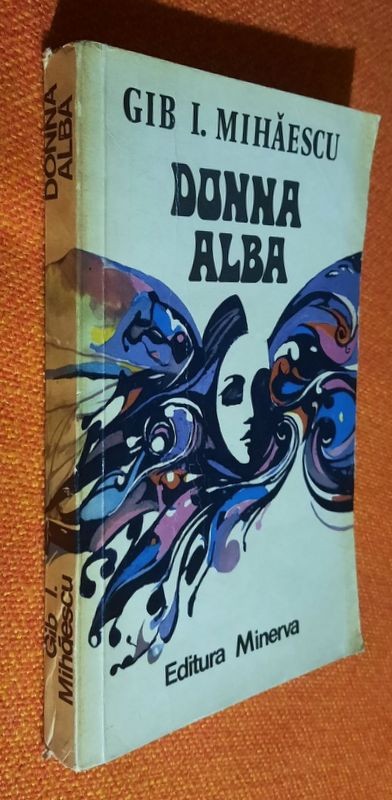 GIB I. MIHĂESCU
DONNA
ALBA
Editura Minerva
DONNA
ALBA
Gib I.
Mihăescu